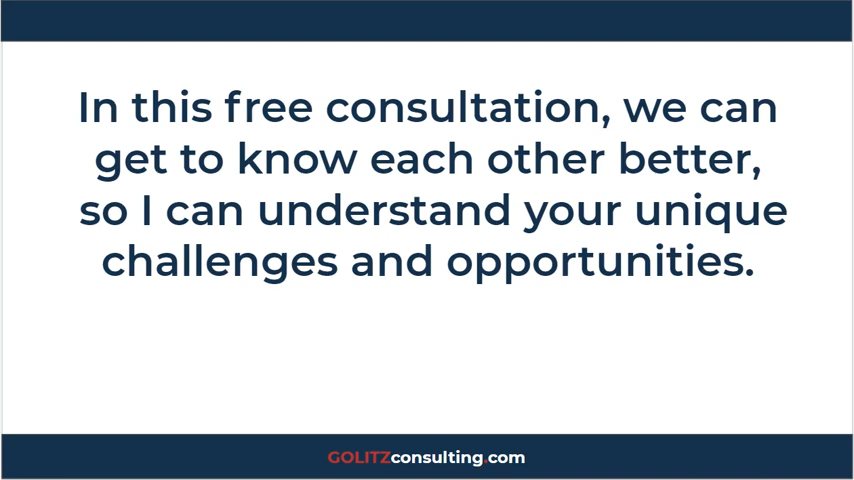 In this free consultation, we can
get to know each other better,
so I can understand your unique
challenges and opportunities.
GOLITZconsulting.com